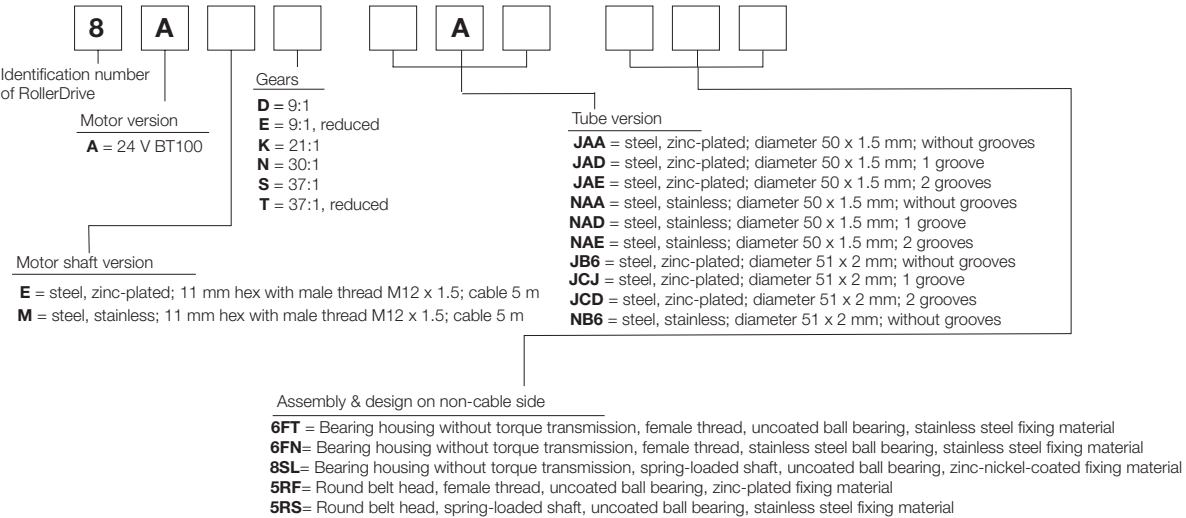 8 A A
Identification number
of RollerDrive
Motor version
A = 24 V BT100
Gears
D = 9:1
E = 9:1, reduced
K = 21:1
N = 30:1
S = 37:1
T = 37:1, reduced
Tube version
JAA = steel, zinc-plated; diameter 50 x 1.5 mm; without grooves
JAD = steel, zinc-plated; diameter 50 x 1.5 mm; 1 groove
JAE = steel, zinc-plated; diameter 50 x 1.5 mm; 2 grooves
NAA = steel, stainless; diameter 50 x 1.5 mm; without grooves
NAD = steel, stainless; diameter 50 x 1.5 mm; 1 groove
NAE = steel, stainless; diameter 50 x 1.5 mm; 2 grooves
JB6 = steel, zinc-plated; diameter 51 x 2 mm; without grooves
JCJ = steel, zinc-plated; diameter 51 x 2 mm; 1 groove
JCD = steel, zinc-plated; diameter 51 x 2 mm; 2 grooves
NB6 = steel, stainless; diameter 51 x 2 mm; without grooves
Motor shaft version
E = steel, zinc-plated; 11 mm hex with male thread M12 x 1.5; cable 5 m
M = steel, stainless; 11 mm hex with male thread M12 x 1.5; cable 5 m
Assembly & design on non-cable side
6FT = Bearing housing without torque transmission, female thread, uncoated ball bearing, stainless steel fixing material
6FN= Bearing housing without torque transmission, female thread, stainless steel ball bearing, stainless steel fixing material
8SL= Bearing housing without torque transmission, spring-loaded shaft, uncoated ball bearing, zinc-nickel-coated fixing material
5RF= Round belt head, female thread, uncoated ball bearing, zinc-plated fixing material
5RS= Round belt head, spring-loaded shaft, uncoated ball bearing, stainless steel fixing material